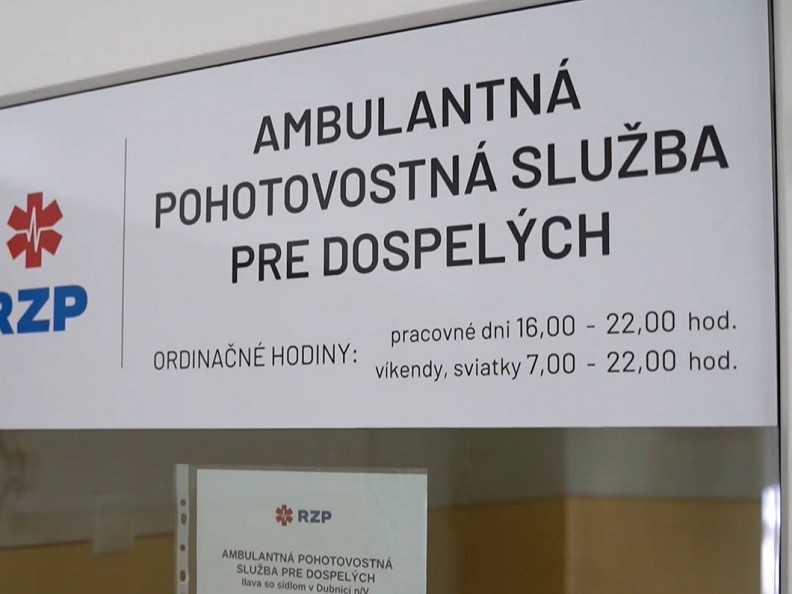 AMBULANTNÁ
POHOTOVOSTNÁ SLUŽBA
PRE DOSPELÝCH
RZP
ORDINAČNÉ HODINY:
pracovné dni 16,00 - 22,00 hod.
víkendy, sviatky 7,00 - 22,00 hod.
RZP
AMBULANTNÁ POHOTOVOSTNÁ
SLUŽBA PRE DOSPELÝCH
Ilava so sídlom v Dubnici n/V